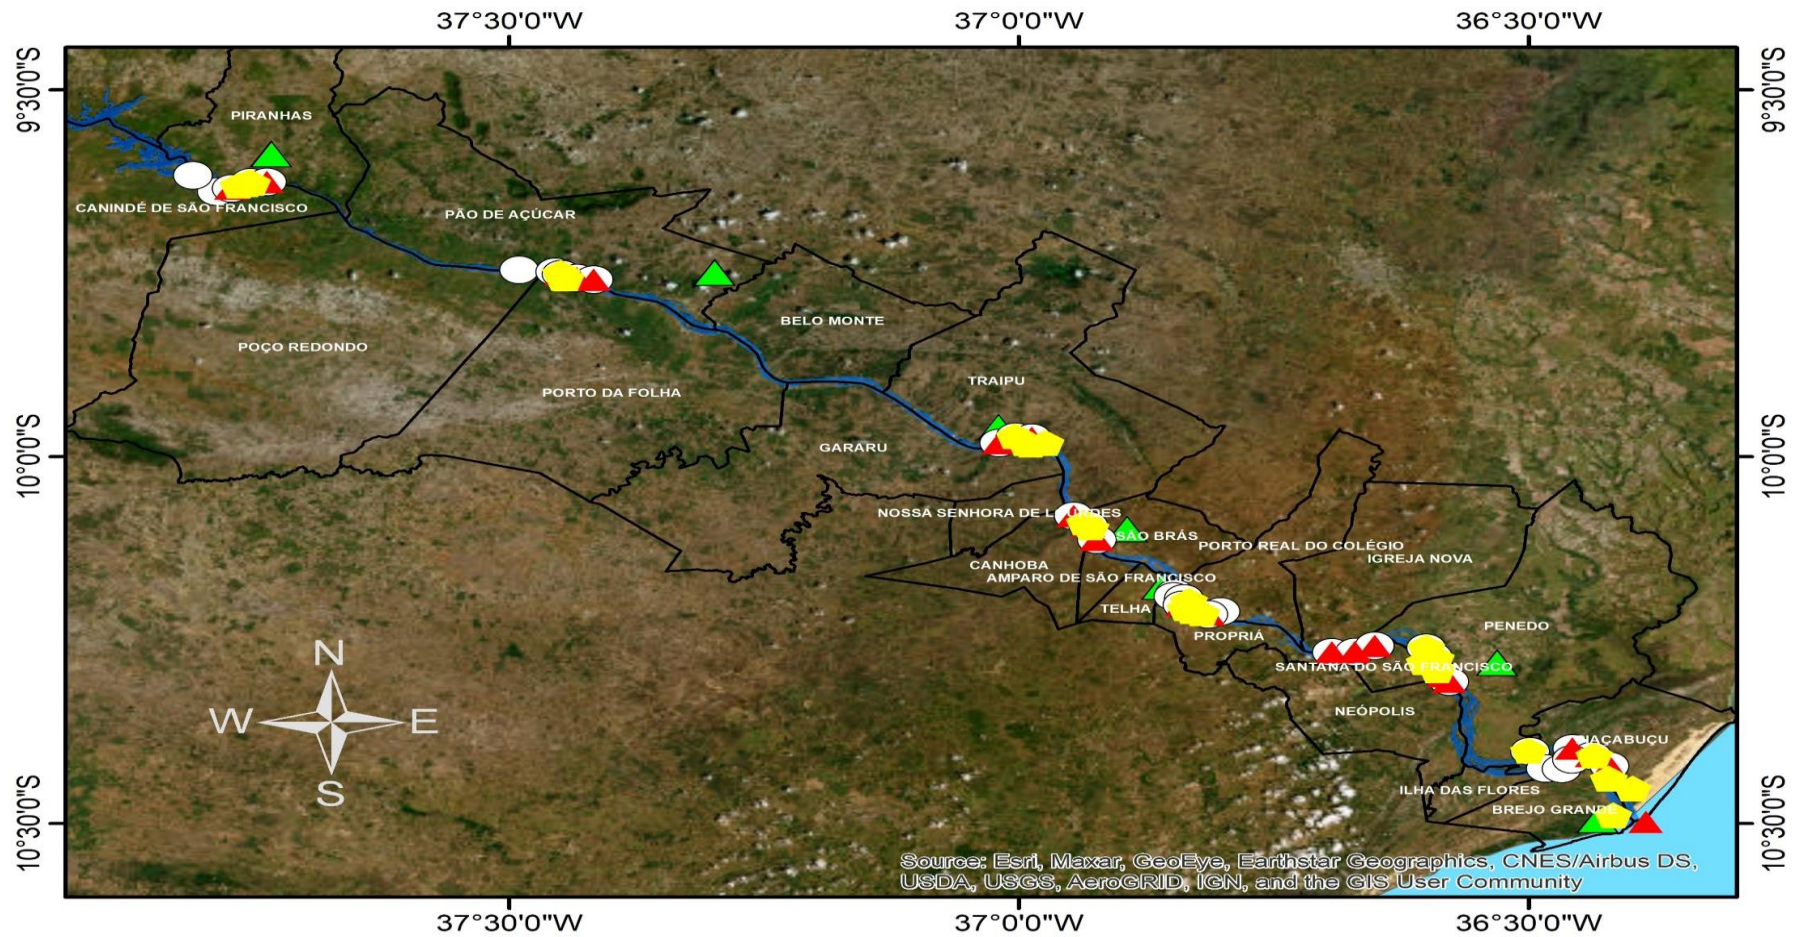 37°30'0"W 37°0'0"W 36°30'0"W
9°30'0"S 9°30'0"S
PIRANHAS
CANINDÉ DE SÃO FRANCISCO
PÃO DE AÇÚCAR
BELO MONTE
POÇO REDONDO
TRAIPU
PORTO DA FOLHA
GARARU
10°0'0"S 10°0'0"S
NOSSA SENHORA DE L URDES
SÃO BRÁS
PORTO REAL DO COLÉGIO
IGREJA NOVA
CANHOBA
AMPARO DE SÃO FRANCISCO
TELHA
PENEDO
PROPRIÁ
N
SANTANA DO SÃO FRANCISCO
NEÓPOLIS
W E
AÇABUÇU
ILHA DAS FLORES
S
BREJO GRANDE
10°30'0"S 10°30'0"S
Source: Esri, Maxar, GeoEye, Earthstar Geographics, CNES/Airbus DS,
USDA, USGS, AeroGRID, IGN, and the GIS User Community
37°30'0"W 37°0'0"W 36°30'0"W